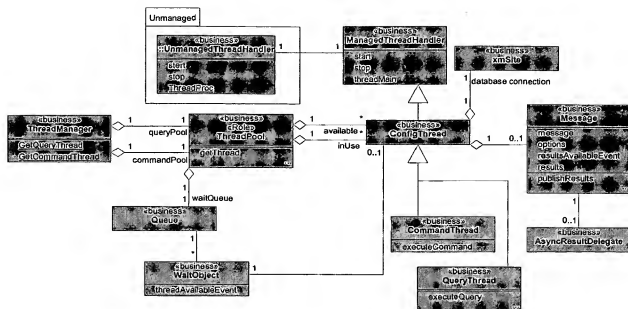 Unmanaged
«business»
::UnmanagedThreadHandler
start
stop
ThreadProc
1
1
«business»
ManagedThreadHandler
start
stop
threadMain
«business»
xmSite
1
database connection
1
«business»
ThreadManager
GetQueryThread
GetCommandThread
1
1
queryPool
1
1
commandPool
«business»
«Role»
ThreadPool
getThread
1
*
available
1
*
inUse
«business»
ConfigThread
0..1
1
0..1
«business»
Message
message
options
resultsAvailableEvent
results
publishResults
1
0..1
«business»
AsyncResultDelegate
1
waitQueue
1
«business»
Queue
1
*
«business»
WaitObject
threadAvailableEvent
1
«business»
CommandThread
executeCommand
«business»
QueryThread
executeQuery